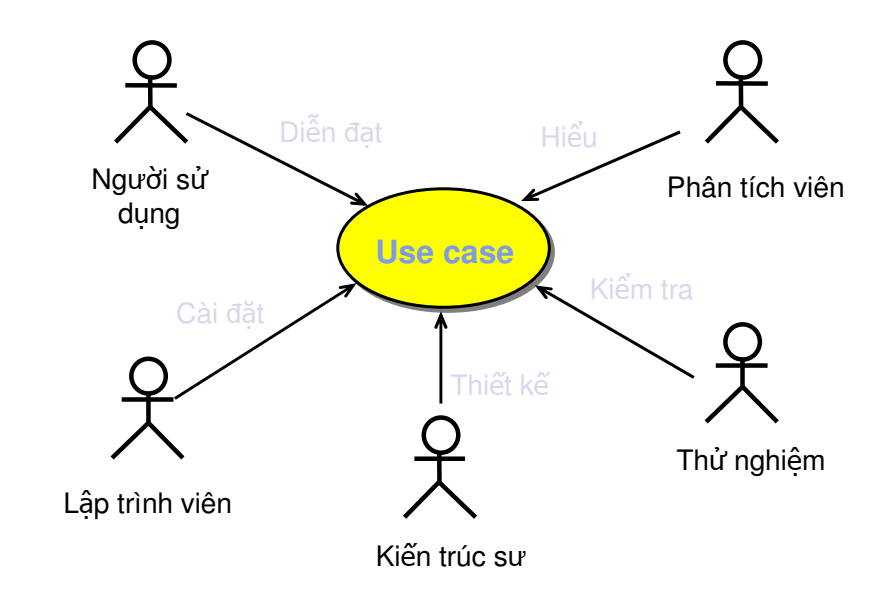 Diễn đạt
Hiểu
Người sử
dụng
Phân tích viên
Use case
Kiểm tra
Cài đặt
Thiết kế
Thử nghiệm
Lập trình viên
Kiến trúc sư